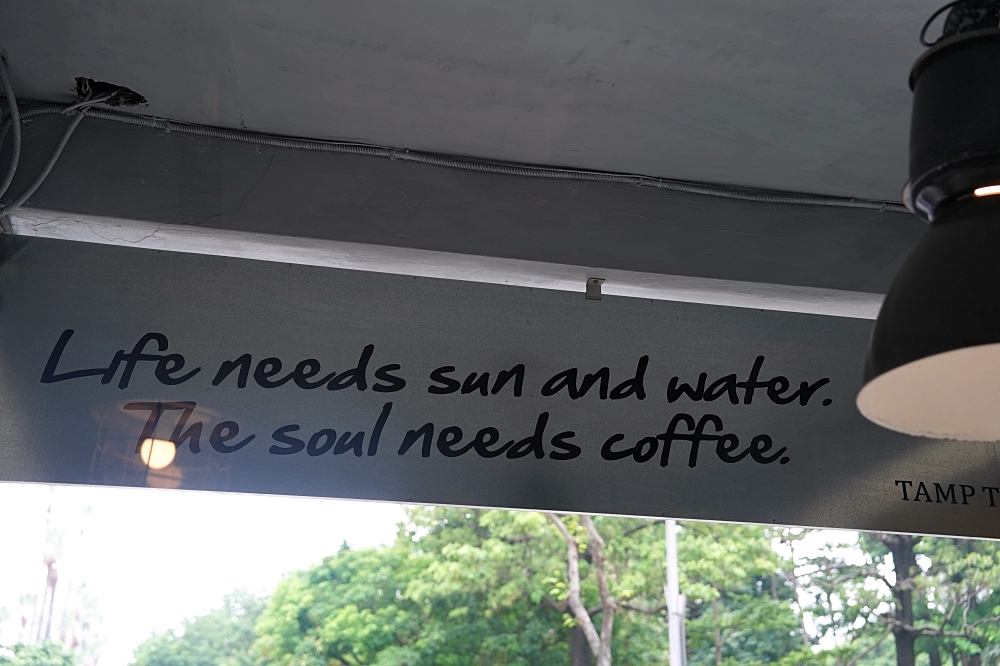 Life needs sun and water.
The soul needs coffee.
TAMP T